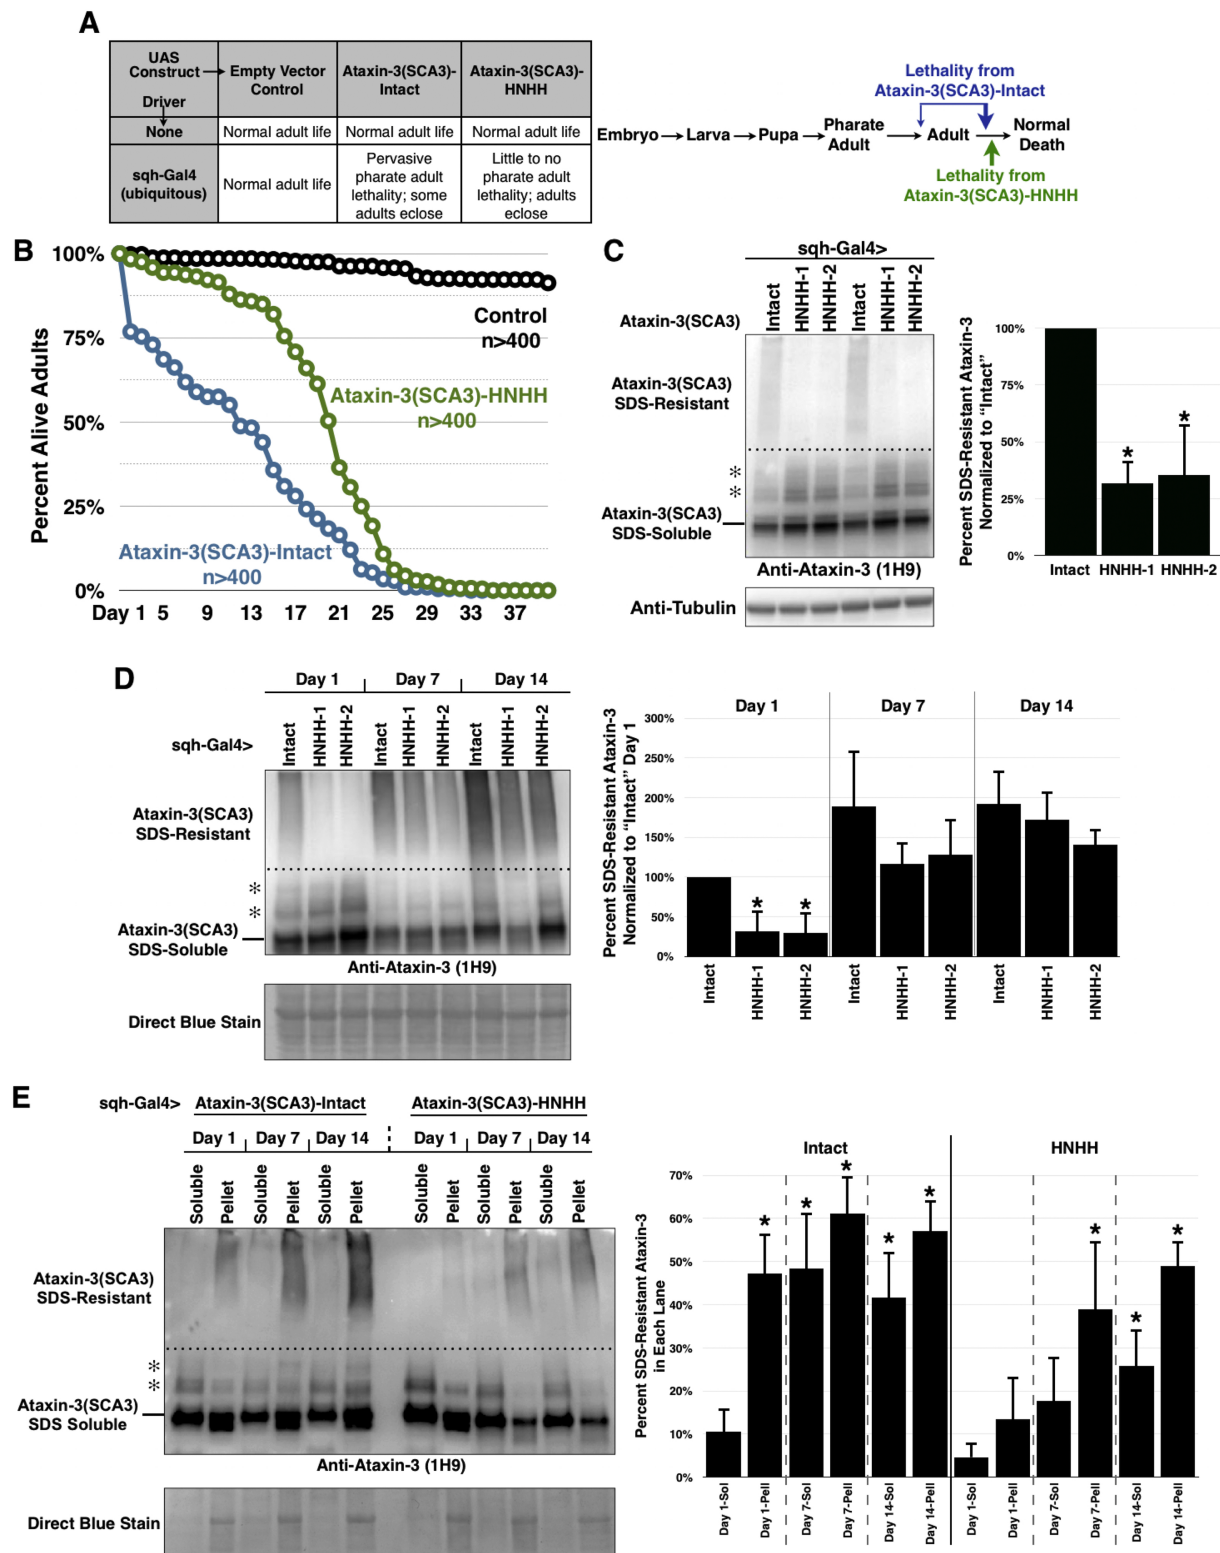 A
UAS
Construct
Driver
Empty Vector
Control
Ataxin-3(SCA3)-
Intact
Ataxin-3(SCA3)-
HNHH
None
Normal adult life
Normal adult life
Normal adult life
sqh-Gal4
(ubiquitous)
Normal adult life
Pervasive
pharate adult
lethality; some
adults eclose
Little to no
pharate adult
lethality; adults
eclose
Lethality from
Ataxin-3(SCA3)-Intact
Embryo Larva Pupa Pharate
Adult Adult Normal
Death
Lethality from
Ataxin-3(SCA3)-HNHH
B
Percent Alive Adults
100%
75%
50%
25%
0%
Control
n>400
Ataxin-3(SCA3)-HNHH
n>400
Ataxin-3(SCA3)-Intact
n>400
Day 1 5 9 13 17 21 25 29 33 37
C
sqh-Gal4>
Ataxin-3(SCA3)
Intact HNHH-1 HNHH-2 Intact HNHH-1 HNHH-2
Ataxin-3(SCA3)
SDS-Resistant
*
*
Ataxin-3(SCA3)
SDS-Soluble
Anti-Ataxin-3 (1H9)
Anti-Tubulin
Percent SDS-Resistant Ataxin-3
Normalized to “Intact”
100%
75%
50%
25%
0%
* *
Intact HNHH-1 HNHH-2
D
Day 1 Day 7 Day 14
sqh-Gal4>
Intact HNHH-1 HNHH-2 Intact HNHH-1 HNHH-2 Intact HNHH-1 HNHH-2
Ataxin-3(SCA3)
SDS-Resistant
*
*
Ataxin-3(SCA3)
SDS-Soluble
Anti-Ataxin-3 (1H9)
Direct Blue Stain
Percent SDS-Resistant Ataxin-3
Normalized to “Intact” Day 1
Day 1 Day 7 Day 14
300%
250%
200%
150%
100%
50%
0%
* *
Intact HNHH-1 HNHH-2 Intact HNHH-1 HNHH-2 Intact HNHH-1 HNHH-2
E
sqh-Gal4> Ataxin-3(SCA3)-Intact Ataxin-3(SCA3)-HNHH
Day 1 Day 7 Day 14 Day 1 Day 7 Day 14
Soluble Pellet Soluble Pellet Soluble Pellet Soluble Pellet Soluble Pellet Soluble Pellet
Ataxin-3(SCA3)
SDS-Resistant
*
*
Ataxin-3(SCA3)
SDS Soluble
Anti-Ataxin-3 (1H9)
Direct Blue Stain
Percent SDS-Resistant Ataxin-3
in Each Lane
Intact HNHH
70%
60%
50%
40%
30%
20%
10%
0%
* * * * * * * *
Day 1-Sol Day 1-Pell Day 7-Sol Day 7-Pell Day 14-Sol Day 14-Pell Day 1-Sol Day 1-Pell Day 7-Sol Day 7-Pell Day 14-Sol Day 14-Pell